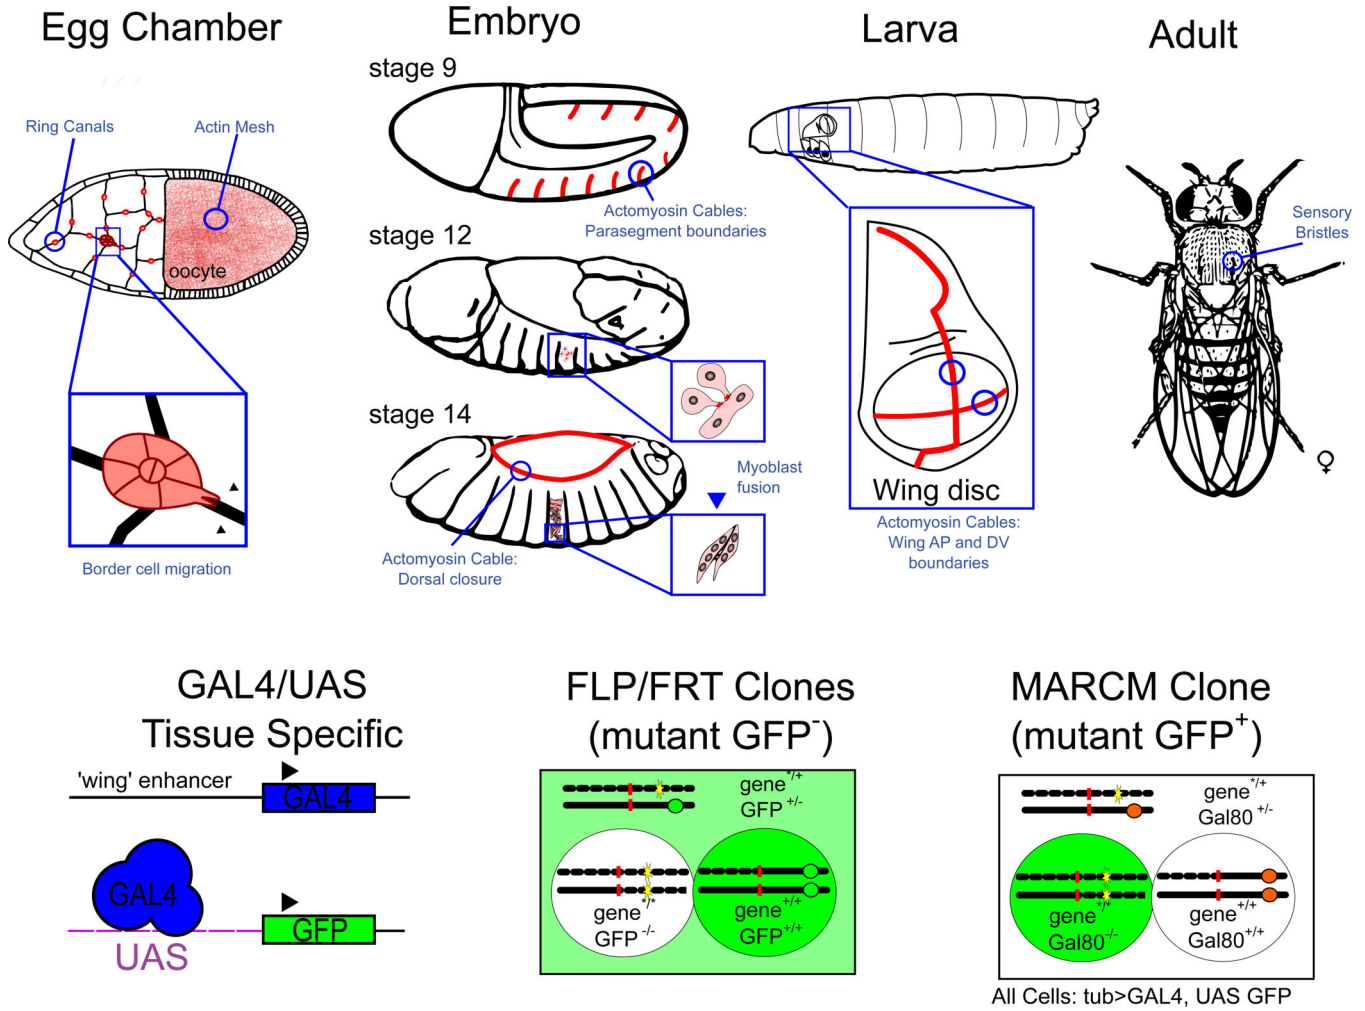 Egg Chamber
Embryo
Larva
Adult
stage 9
Ring Canals
Actin Mesh
oocyte
Border cell migration
Actomyosin Cables:
Parasegment boundaries
stage 12
stage 14
Myoblast
fusion
Actomyosin Cable:
Dorsal closure
Wing disc
Actomyosin Cables:
Wing AP and DV
boundaries
Sensory
Bristles
♀
GAL4/UAS
Tissue Specific
'wing' enhancer
GAL4
GAL4
UAS
GFP
FLP/FRT Clones
(mutant GFP⁻)
gene */+
GFP +/-
gene */*
GFP -/-
gene +/+
GFP +/+
MARCM Clone
(mutant GFP⁺)
gene */+
Gal80 +/-
gene */*
Gal80 -/-
gene +/+
Gal80 +/+
All Cells: tub>GAL4, UAS GFP